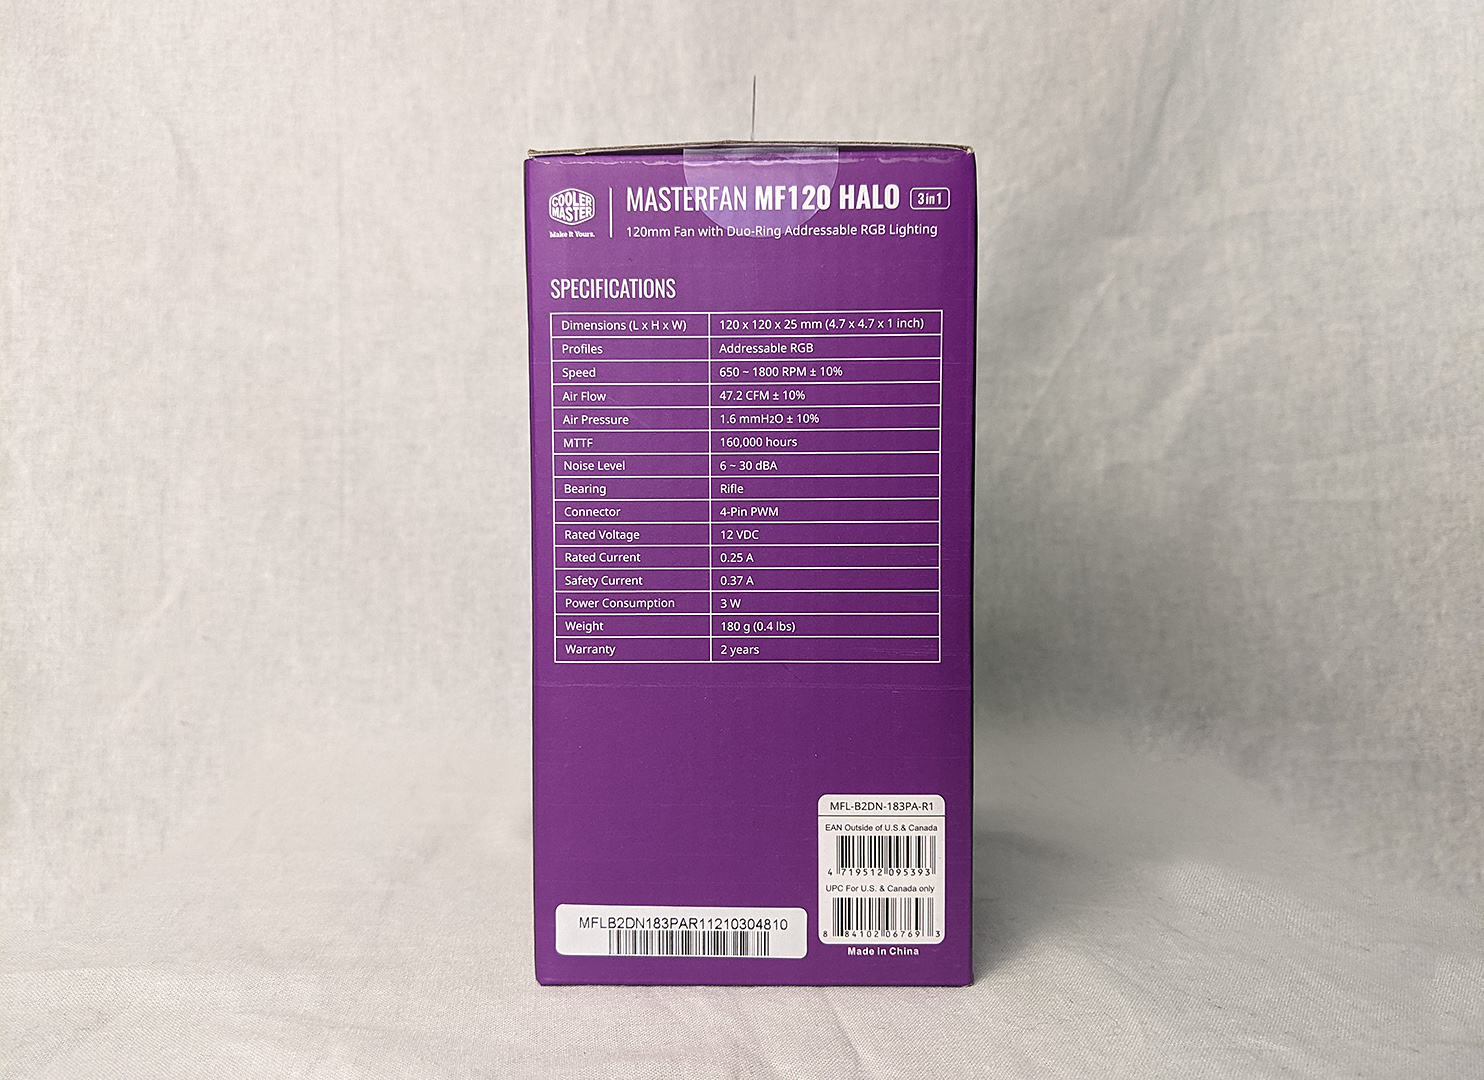 COOLER
MASTER
Make It Yours.
MASTERFAN MF120 HALO 3in1
120mm Fan with Duo-Ring Addressable RGB Lighting
SPECIFICATIONS
Dimensions (L x H x W) 120 x 120 x 25 mm (4.7 x 4.7 x 1 inch)
Profiles Addressable RGB
Speed 650 ~ 1800 RPM ± 10%
Air Flow 47.2 CFM ± 10%
Air Pressure 1.6 mmH2O ± 10%
MTTF 160,000 hours
Noise Level 6 ~ 30 dBA
Bearing Rifle
Connector 4-Pin PWM
Rated Voltage 12 VDC
Rated Current 0.25 A
Safety Current 0.37 A
Power Consumption 3 W
Weight 180 g (0.4 lbs)
Warranty 2 years
MFL-B2DN-183PA-R1
EAN Outside of U.S.& Canada
4 719512 095393
UPC For U.S. & Canada only
8 84102 06769 3
Made in China
MFLB2DN183PAR11210304810